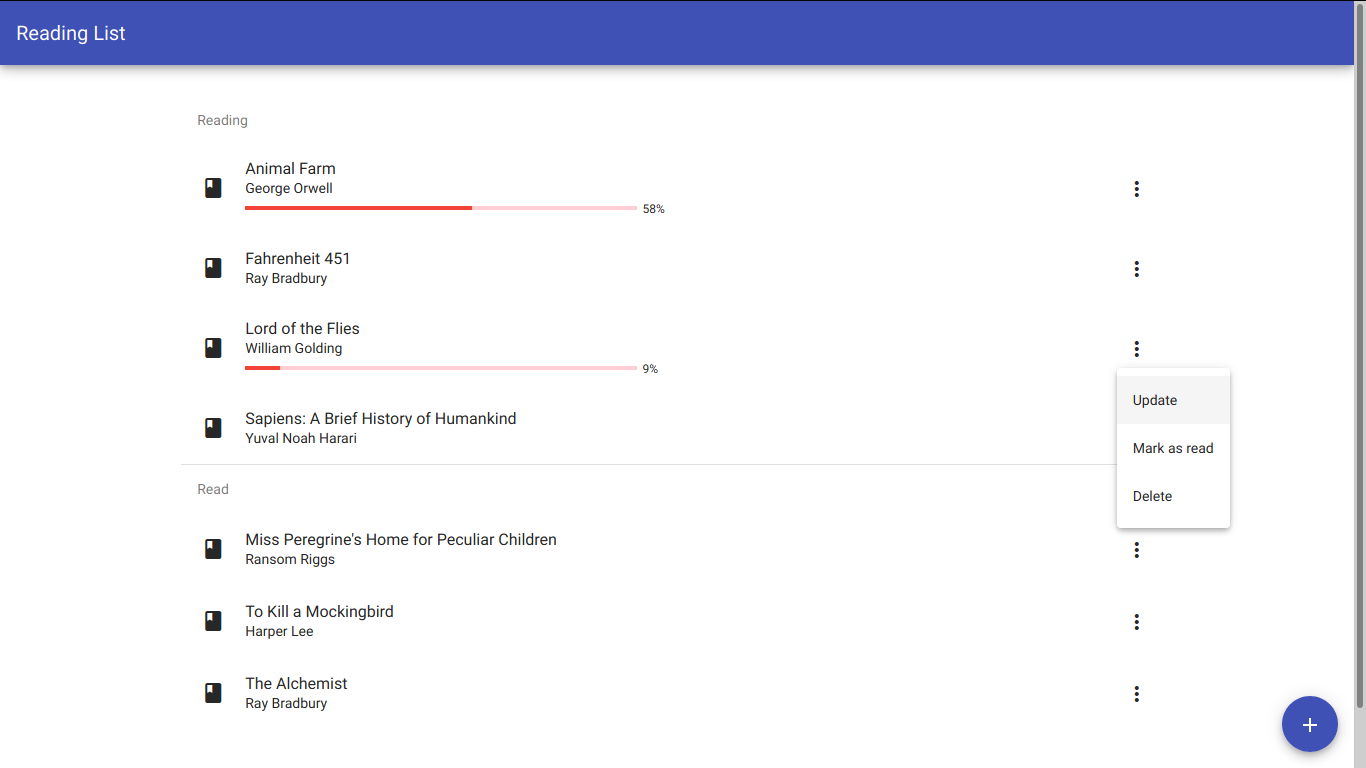 Reading List
Reading
Animal Farm
George Orwell
58%
Fahrenheit 451
Ray Bradbury
Lord of the Flies
William Golding
9%
Update
Mark as read
Delete
Sapiens: A Brief History of Humankind
Yuval Noah Harari
Read
Miss Peregrine's Home for Peculiar Children
Ransom Riggs
To Kill a Mockingbird
Harper Lee
The Alchemist
Ray Bradbury